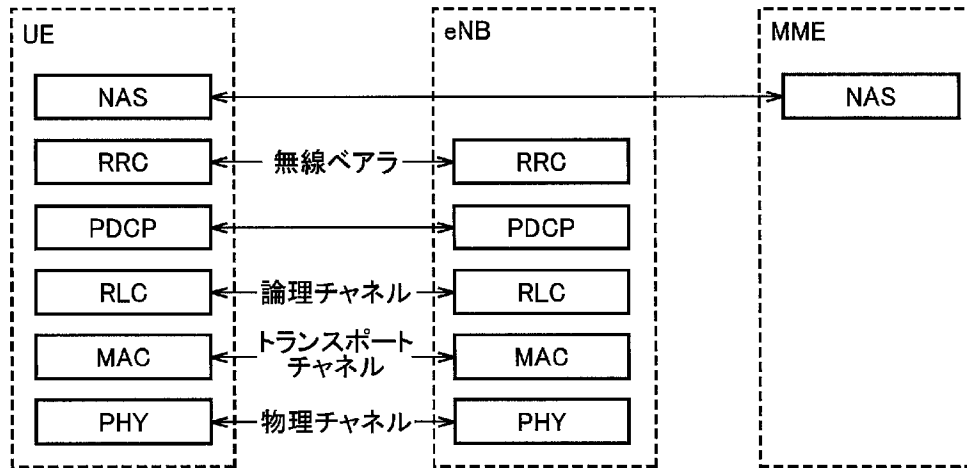 UE
eNB
MME
NAS
NAS
RRC
無線ベアラ
RRC
PDCP
PDCP
RLC
論理チャネル
RLC
MAC
トランスポート
チャネル
MAC
PHY
物理チャネル
PHY